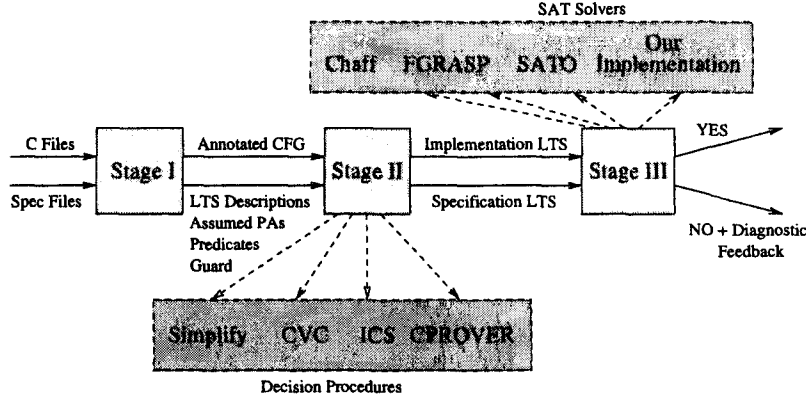 SAT Solvers
Our
Chaff FGRASP SATO Implementation
C Files
Annotated CFG
Implementation LTS
YES
Stage I
Stage II
Stage III
Spec Files
LTS Descriptions
Assumed PAs
Predicates
Guard
Specification LTS
NO + Diagnostic
Feedback
Simplify CVC ICS CPROVER
Decision Procedures